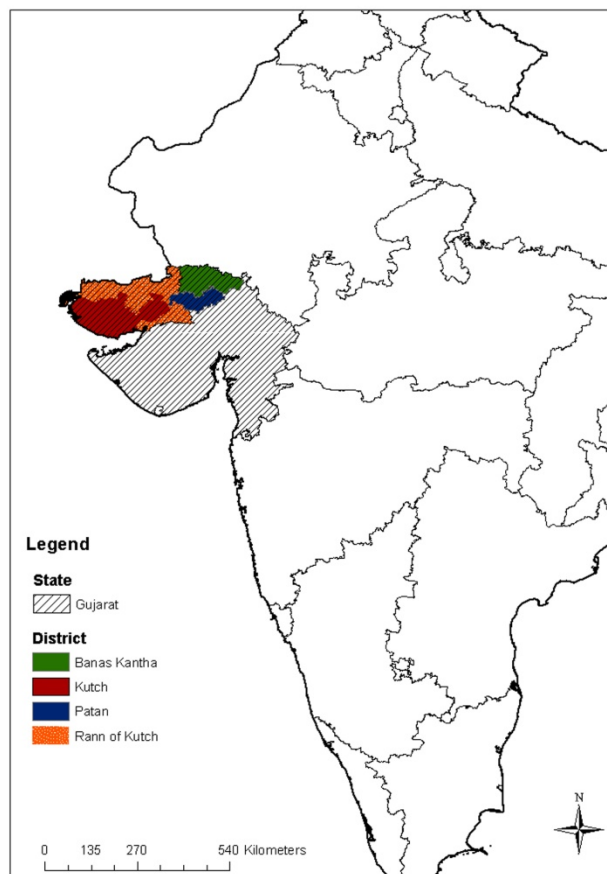 Legend
State
Gujarat
District
Banas Kantha
Kutch
Patan
Rann of Kutch
0 135 270 540 Kilometers
N